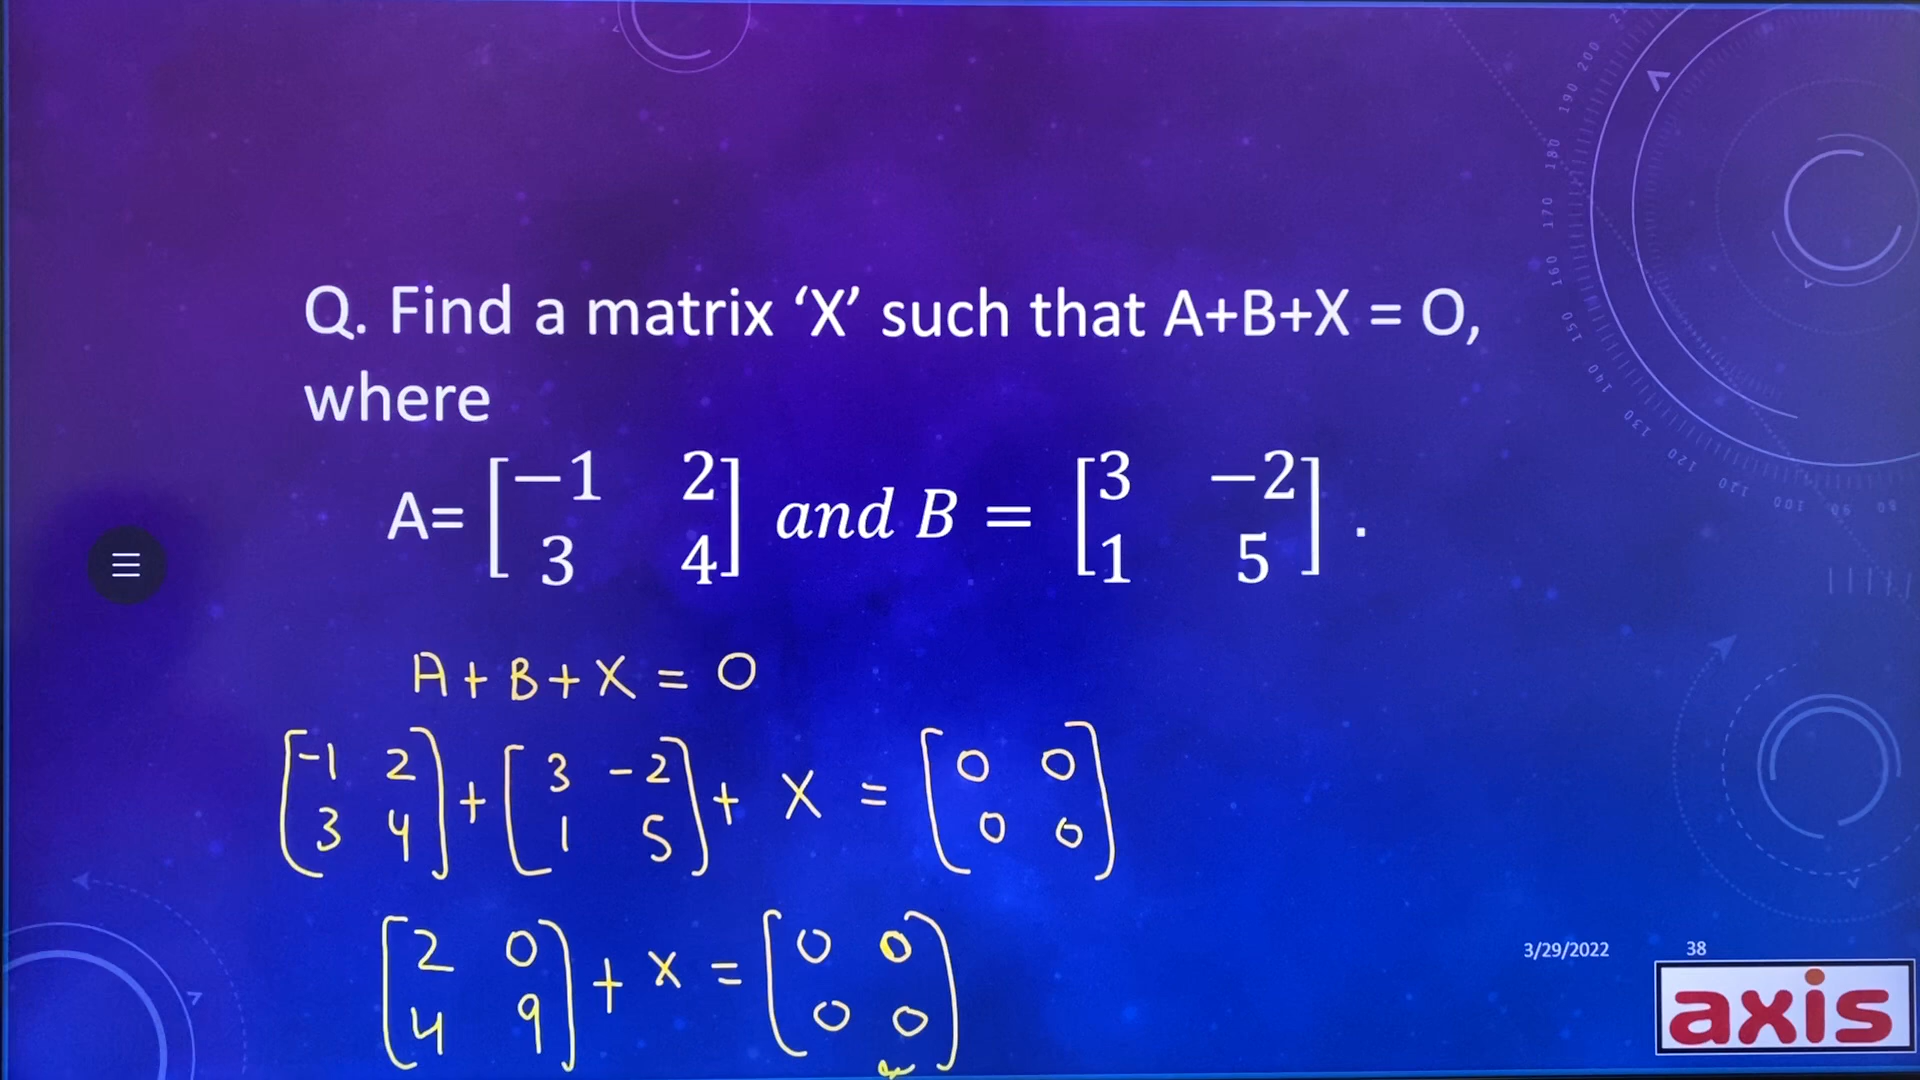 Q. Find a matrix ‘X’ such that A+B+X = O,
where
A= [−1 2] and B = [3 −2] .
[3 4] [1 5]
A + B + X = O
[-1 2] + [3 -2] + X = [0 0]
[3 4] [1 5] [0 0]
[2 0] + X = [0 0]
[4 9] [0 0]
3/29/2022 38
axis